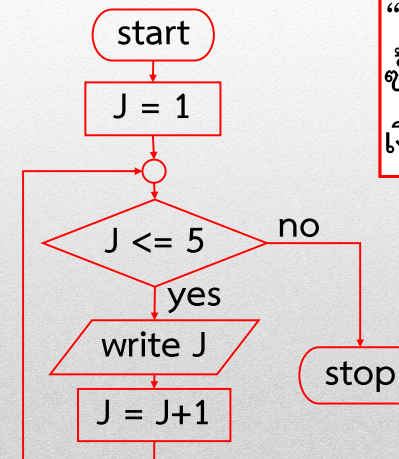 start
J = 1
J <= 5
no
yes
write J
stop
J = J+1